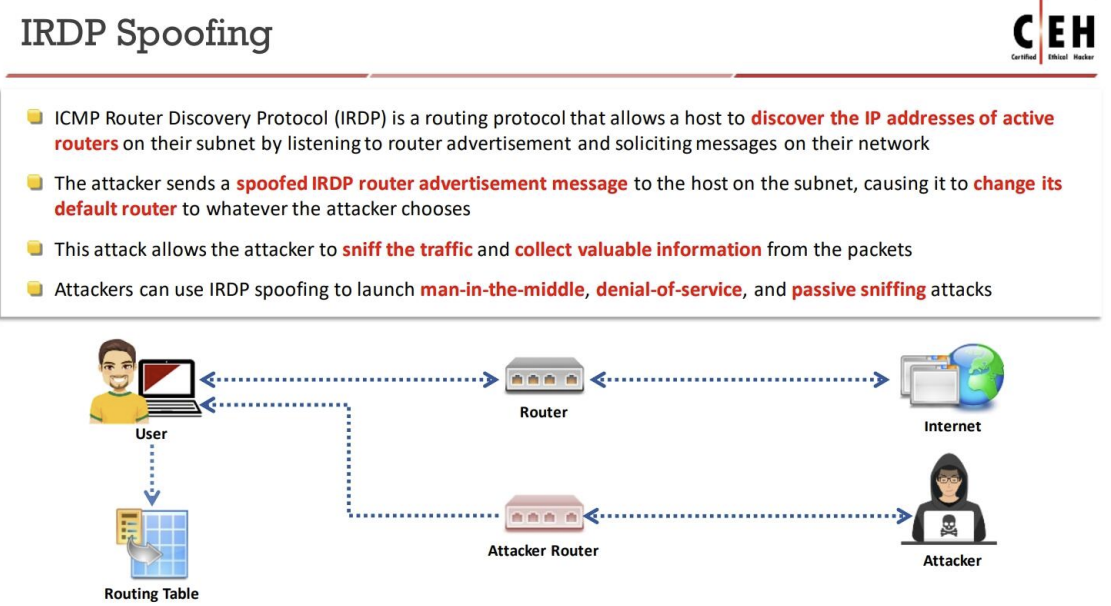 IRDP Spoofing
CEH
Certified Ethical Hacker
ICMP Router Discovery Protocol (IRDP) is a routing protocol that allows a host to discover the IP addresses of active
routers on their subnet by listening to router advertisement and soliciting messages on their network
The attacker sends a spoofed IRDP router advertisement message to the host on the subnet, causing it to change its
default router to whatever the attacker chooses
This attack allows the attacker to sniff the traffic and collect valuable information from the packets
Attackers can use IRDP spoofing to launch man-in-the-middle, denial-of-service, and passive sniffing attacks
User
Router
Internet
Routing Table
Attacker Router
Attacker